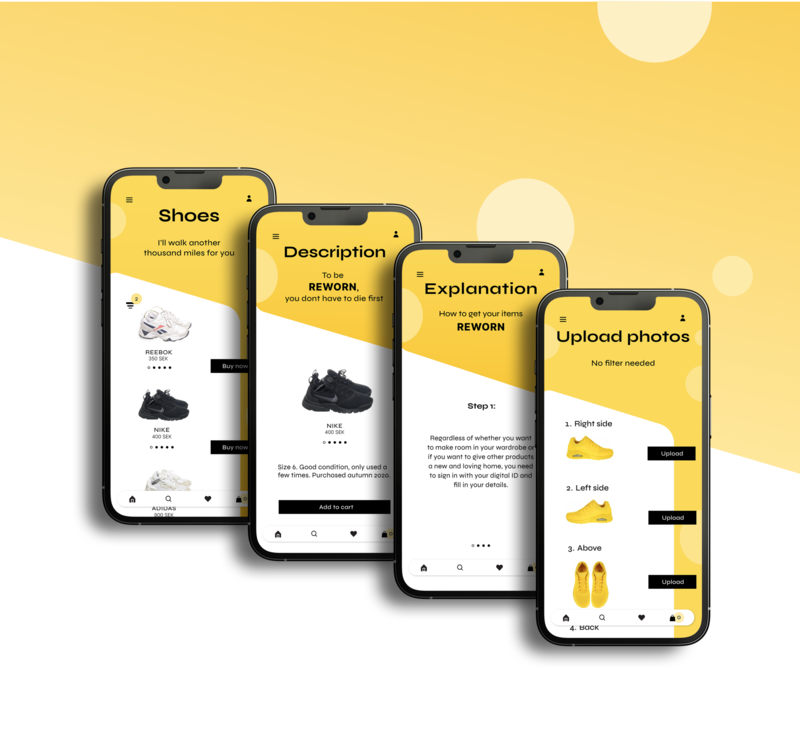 Shoes
I'll walk another
thousand miles for you
2
REEBOK
350 SEK
Buy now
NIKE
400 SEK
Buy now
ADIDAS
900 SEK
Description
To be
REWORN,
you dont have to die first
NIKE
400 SEK
Size 6. Good condition, only used a
few times. Purchased autumn 2020.
Add to cart
Explanation
How to get your items
REWORN
Step 1:
Regardless of whether you want
to make room in your wardrobe or
if you want to give other products
a new and loving home, you need
to sign in with your digital ID and
fill in your details.
Upload photos
No filter needed
1. Right side
Upload
2. Left side
Upload
3. Above
Upload
0
4. Back